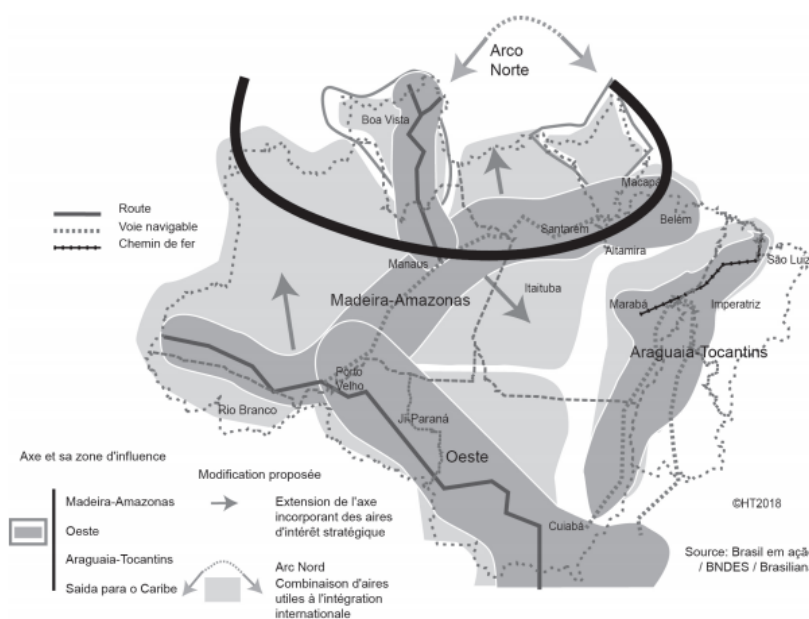 Arco
Norte
Boa Vista
Route
Voie navigable
Chemin de fer
Macapá
Santarém
Belém
Manaus
Altamira
São Luiz
Itaituba
Madeira-Amazonas
Marabá
Imperatriz
Araguaia-Tocantins
Porto
Velho
Rio Branco
Ji-Paraná
Oeste
Cuiabá
Axe et sa zone d'influence
Modification proposée
Madeira-Amazonas
Oeste
Araguaia-Tocantins
Saida para o Caribe
Extension de l'axe
incorporant des aires
d'intérêt stratégique
Arc Nord
Combinaison d'aires
utiles à l'intégration
internationale
©HT2018
Source: Brasil em açã
/ BNDES / Brasilian